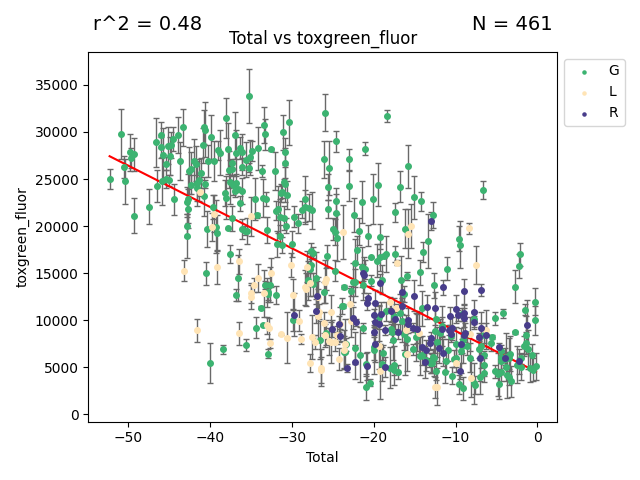 r^2 = 0.48
N = 461
Total vs toxgreen_fluor
35000
30000
25000
20000
15000
10000
5000
0
toxgreen_fluor
−50
−40
−30
−20
−10
0
Total
G
L
R